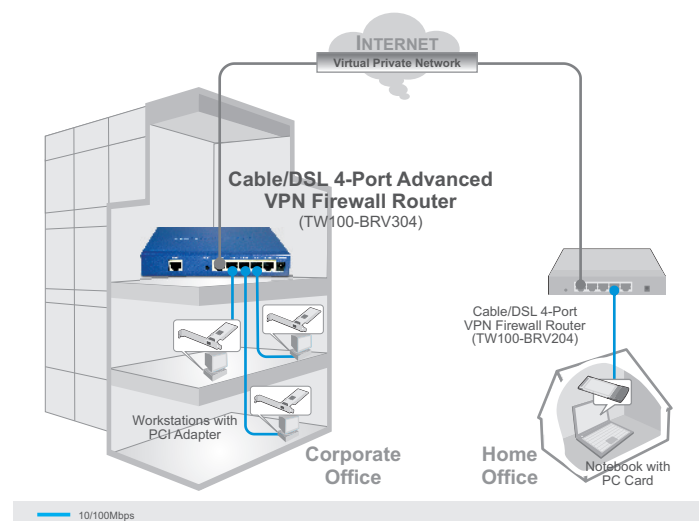 INTERNET
Virtual Private Network
Cable/DSL 4-Port Advanced
VPN Firewall Router
(TW100-BRV304)
Cable/DSL 4-Port
VPN Firewall Router
(TW100-BRV204)
Workstations with
PCI Adapter
Corporate
Office
Home
Office
Notebook with
PC Card
10/100Mbps